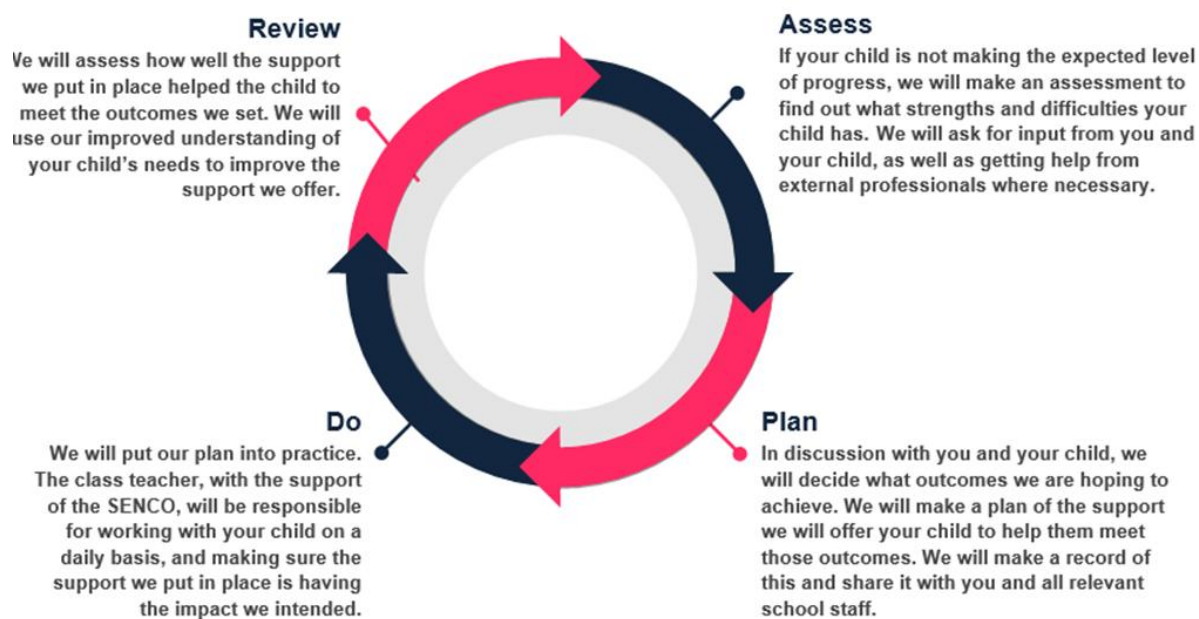 Review
We will assess how well the support
we put in place helped the child to
meet the outcomes we set. We will
use our improved understanding of
your child's needs to improve the
support we offer.
Assess
If your child is not making the expected level
of progress, we will make an assessment to
find out what strengths and difficulties your
child has. We will ask for input from you and
your child, as well as getting help from
external professionals where necessary.
Do
We will put our plan into practice.
The class teacher, with the support
of the SENCO, will be responsible
for working with your child on a
daily basis, and making sure the
support we put in place is having
the impact we intended.
Plan
In discussion with you and your child, we
will decide what outcomes we are hoping to
achieve. We will make a plan of the support
we will offer your child to help them meet
those outcomes. We will make a record of
this and share it with you and all relevant
school staff.